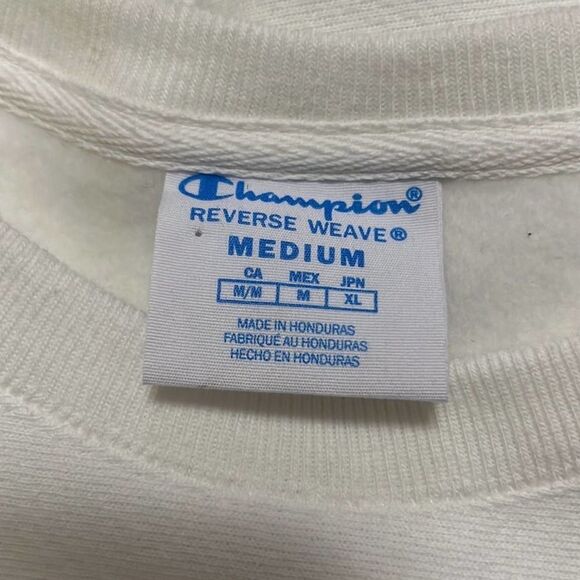 Champion®
REVERSE WEAVE®
MEDIUM
CA MEX JPN
M/M M XL
MADE IN HONDURAS
FABRIQUÉ AU HONDURAS
HECHO EN HONDURAS